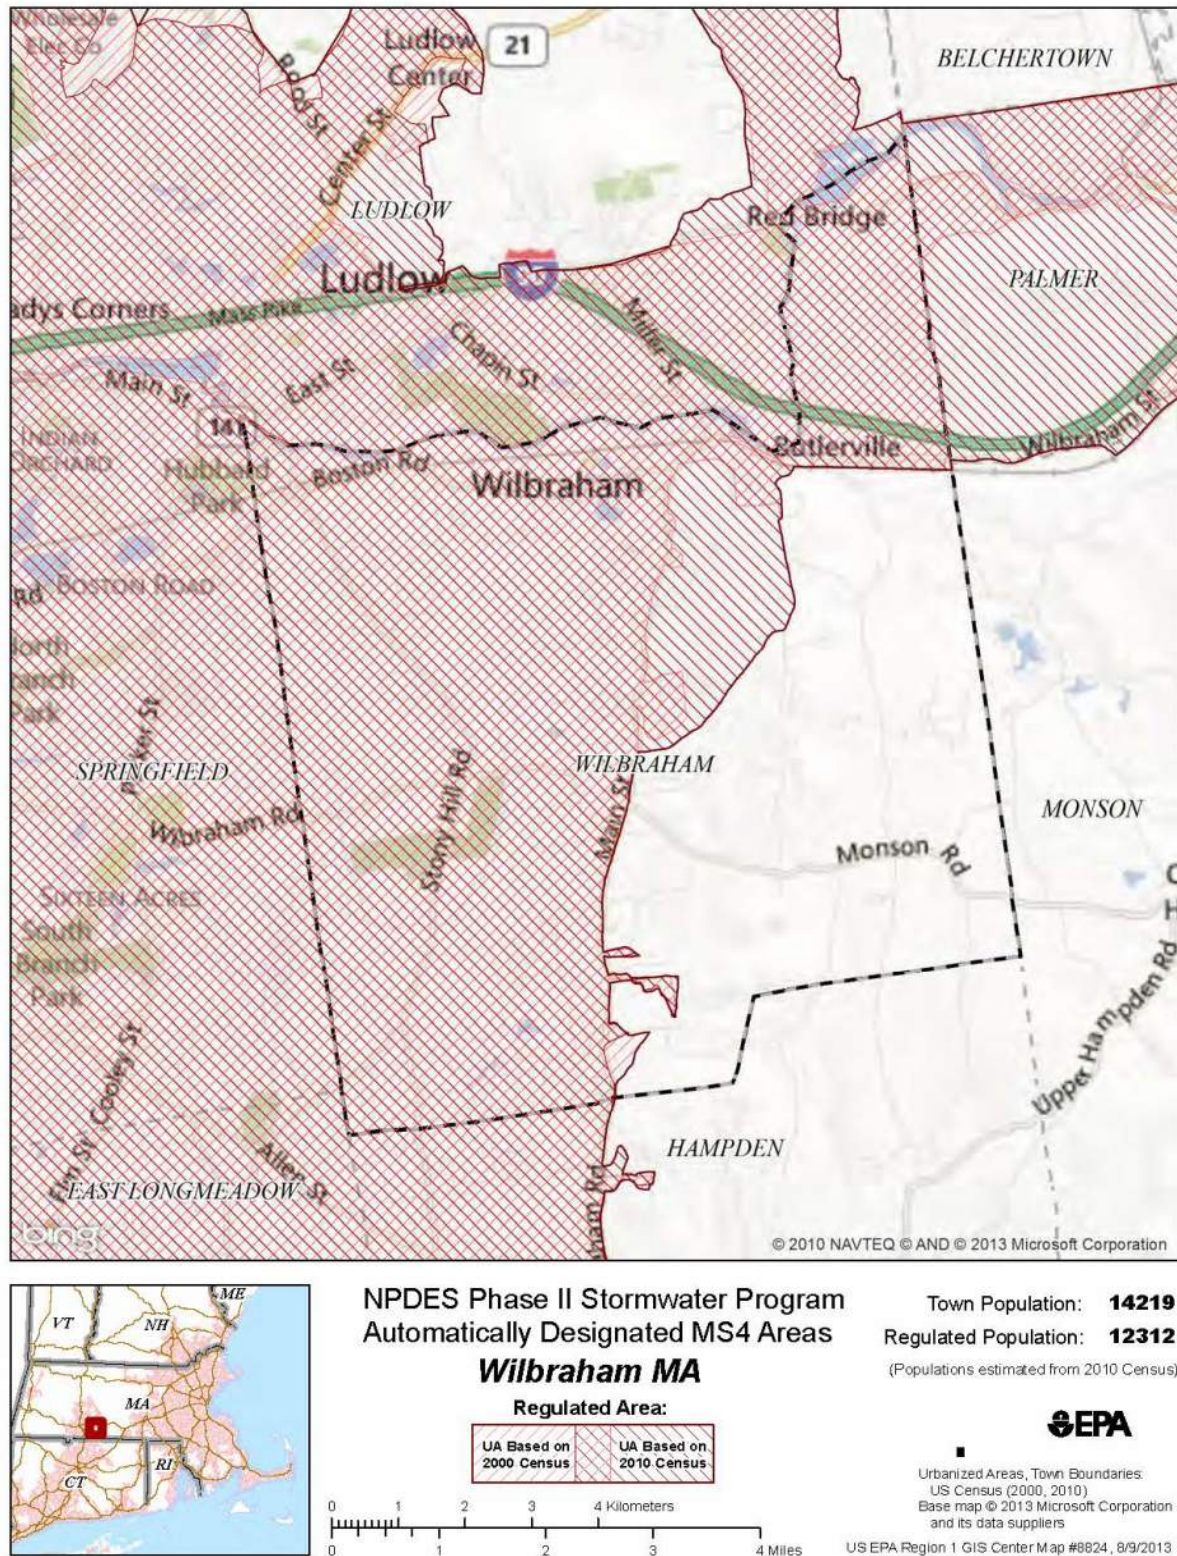 Wholesale
Elec Co
Ludlow
Center
21
BELCHERTOWN
Rood St
Center St
LUDLOW
Red Bridge
PALMER
Ludlow
adys Corners
Mass Pike
Miller St
Chapin St
East St
Main St
141
INDIAN
ORCHARD
Hubbard
Park
Boston Rd
Butlerville
Wilbraham St
Wilbraham
BOSTON ROAD
Rd
North
Branch
Park
Parker St
SPRINGFIELD
WILBRAHAM
Stony Hill Rd
Main St
MONSON
Wilbraham Rd
Monson Rd
SIXTEEN ACRES
South
Branch
Park
Cooley St
Upper Hampden Rd
HAMPDEN
Elm St
Allen St
EAST LONGMEADOW
ham Rd
bing
© 2010 NAVTEQ © AND © 2013 Microsoft Corporation
VT
NH
ME
MA
CT
RI
NPDES Phase II Stormwater Program
Automatically Designated MS4 Areas
Wilbraham MA
Regulated Area:
UA Based on
2000 Census
UA Based on
2010 Census
0 1 2 3 4 Kilometers
0 1 2 3 4 Miles
Town Population: 14219
Regulated Population: 12312
(Populations estimated from 2010 Census)
EPA
Urbanized Areas, Town Boundaries:
US Census (2000, 2010)
Base map © 2013 Microsoft Corporation
and its data suppliers
US EPA Region 1 GIS Center Map #8824, 8/9/2013